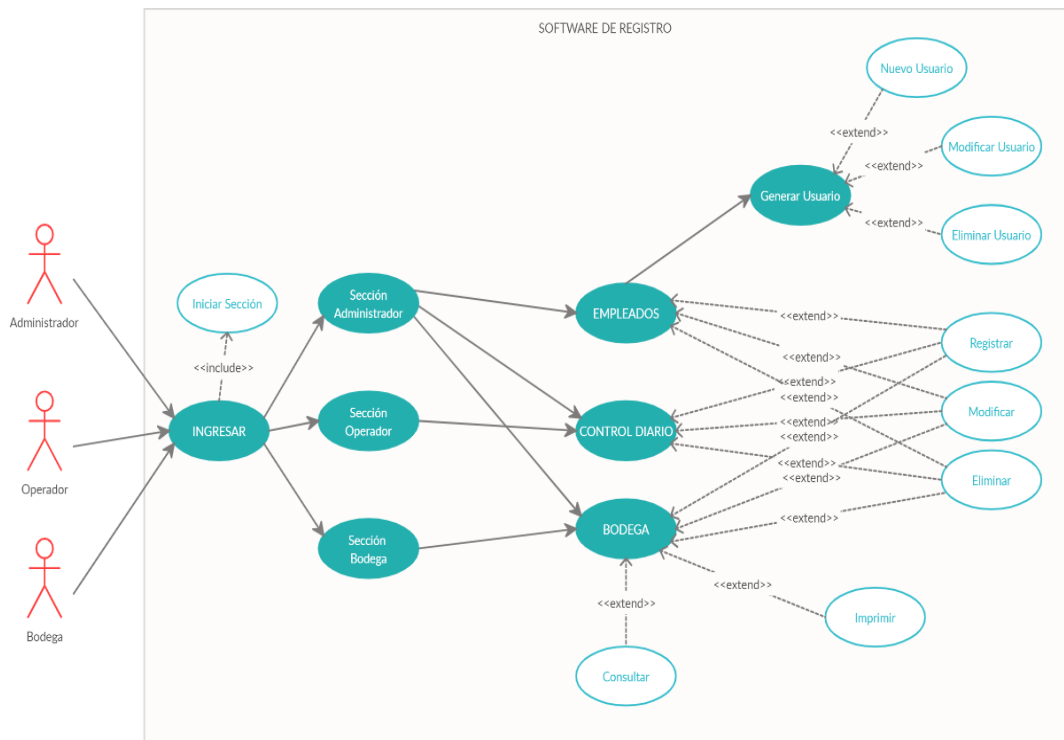 SOFTWARE DE REGISTRO
Nuevo Usuario
<<extend>>
Modificar Usuario
<<extend>>
Generar Usuario
<<extend>>
Eliminar Usuario
Administrador
Iniciar Sección
Sección
Administrador
EMPLEADOS
<<extend>>
Registrar
<<extend>>
<<include>>
<<extend>>
<<extend>>
Modificar
INGRESAR
Sección
Operador
CONTROL DIARIO
<<extend>>
<<extend>>
<<extend>>
<<extend>>
Eliminar
Operador
Sección
Bodega
BODEGA
<<extend>>
Bodega
<<extend>>
<<extend>>
Imprimir
Consultar